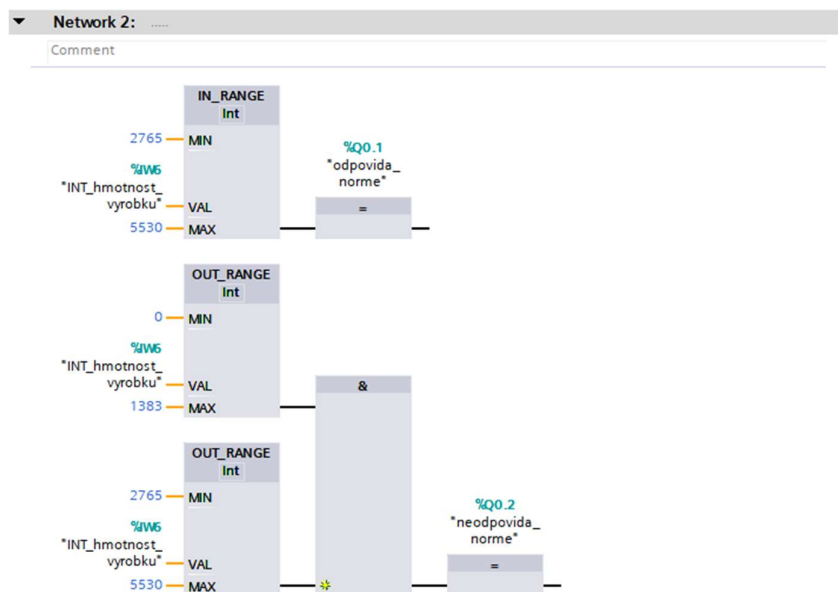 Network 2: .....
Comment
IN_RANGE
Int
2765
MIN
%IW6
"INT_hmotnost_
vyrobku"
VAL
5530
MAX
%Q0.1
"odpovida_
norme"
=
OUT_RANGE
Int
0
MIN
%IW6
"INT_hmotnost_
vyrobku"
VAL
1383
MAX
&
OUT_RANGE
Int
2765
MIN
%IW6
"INT_hmotnost_
vyrobku"
VAL
5530
MAX
%Q0.2
"neodpovida_
norme"
=